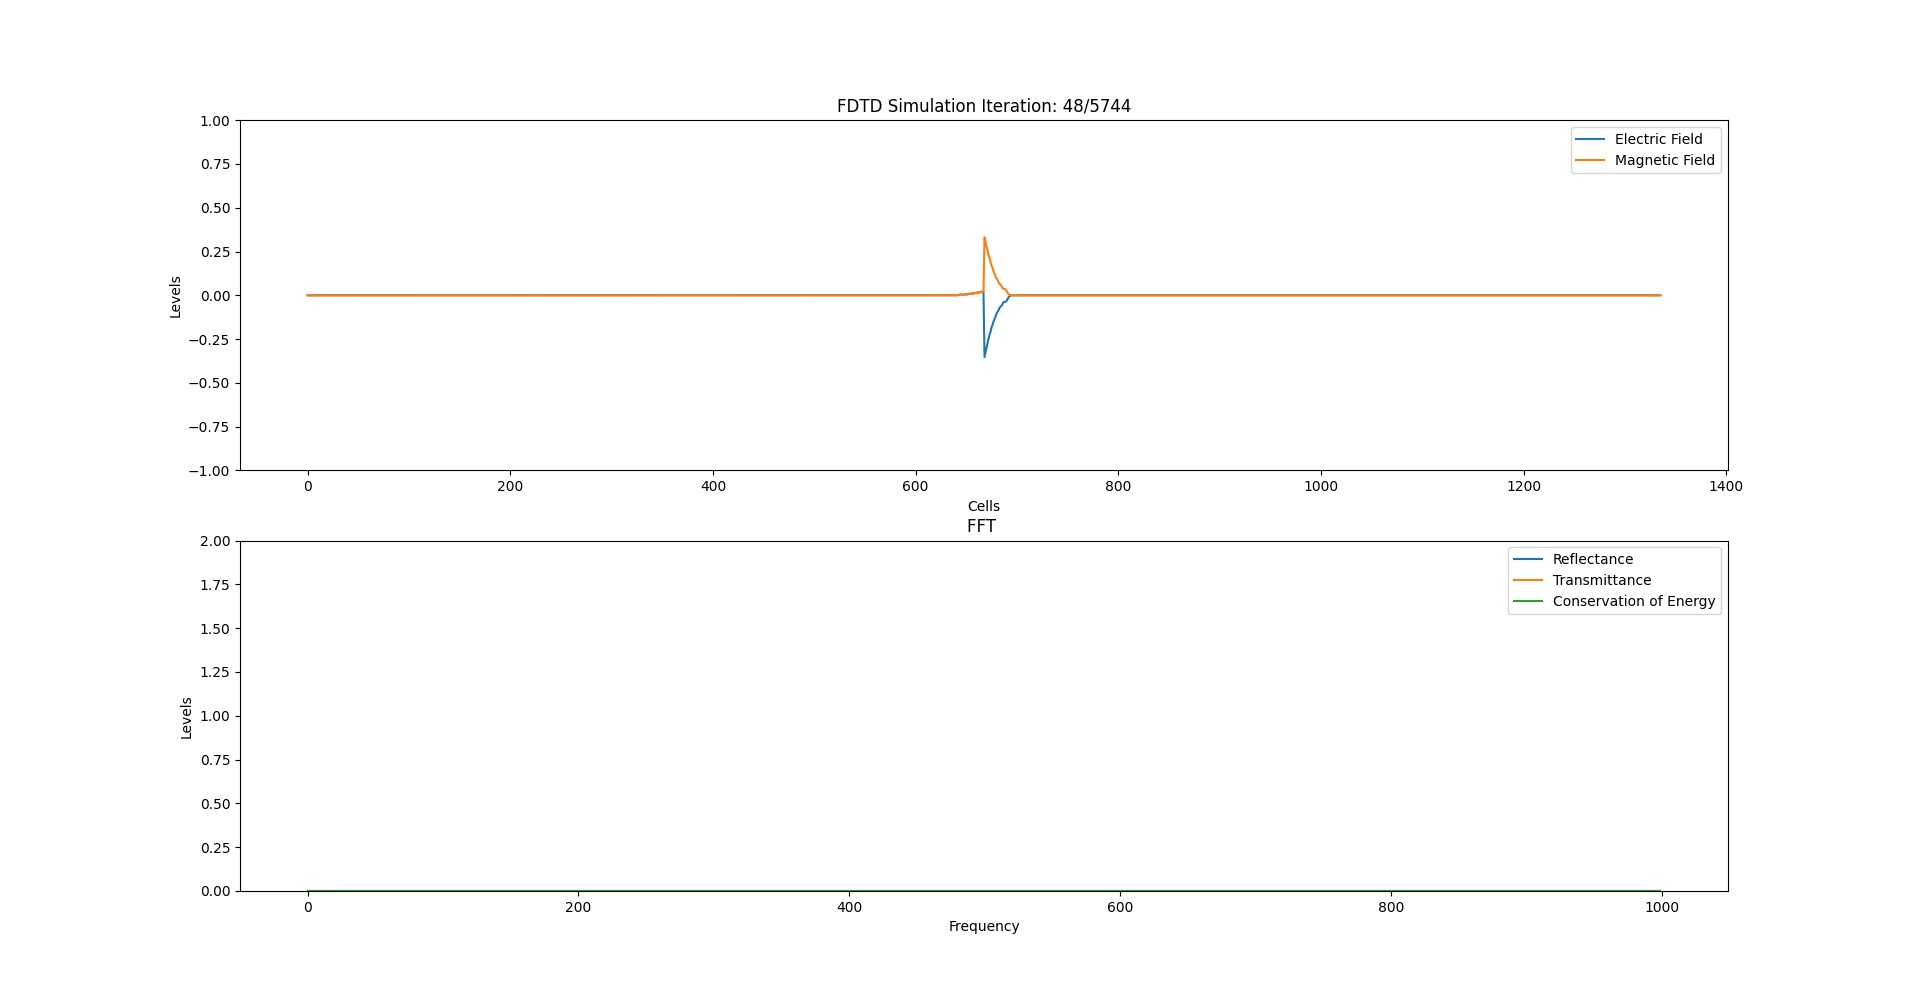 FDTD Simulation Iteration: 48/5744
1.00
0.75
0.50
0.25
0.00
−0.25
−0.50
−0.75
−1.00
Levels
Electric Field
Magnetic Field
0 200 400 600 800 1000 1200 1400
Cells
FFT
2.00
1.75
1.50
1.25
1.00
0.75
0.50
0.25
0.00
Levels
Reflectance
Transmittance
Conservation of Energy
0 200 400 600 800 1000
Frequency